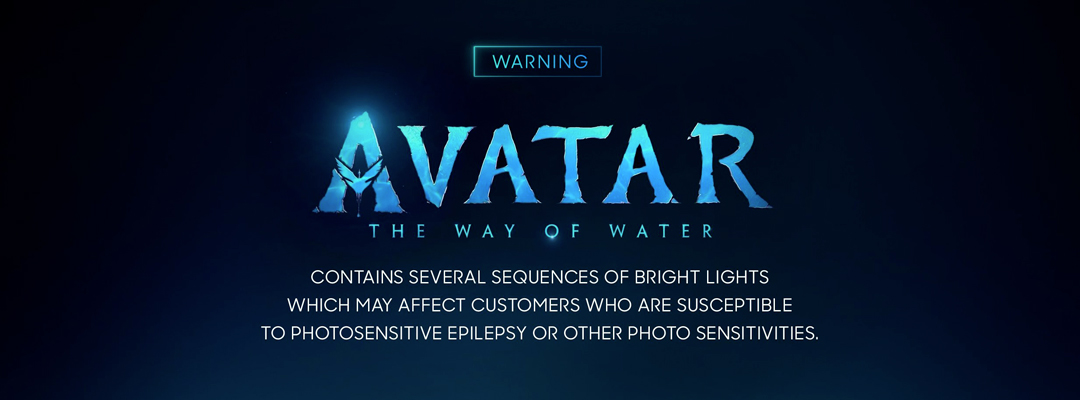 WARNING
AVATAR
THE WAY OF WATER
CONTAINS SEVERAL SEQUENCES OF BRIGHT LIGHTS
WHICH MAY AFFECT CUSTOMERS WHO ARE SUSCEPTIBLE
TO PHOTOSENSITIVE EPILEPSY OR OTHER PHOTO SENSITIVITIES.